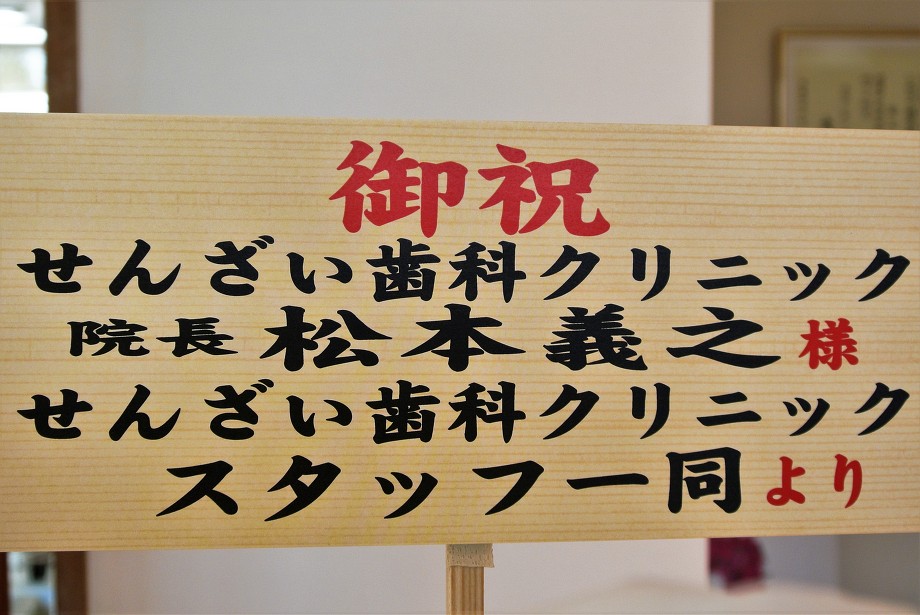 御祝
せんざい歯科クリニック
院長 松本義之様
せんざい歯科クリニック
スタッフ一同より